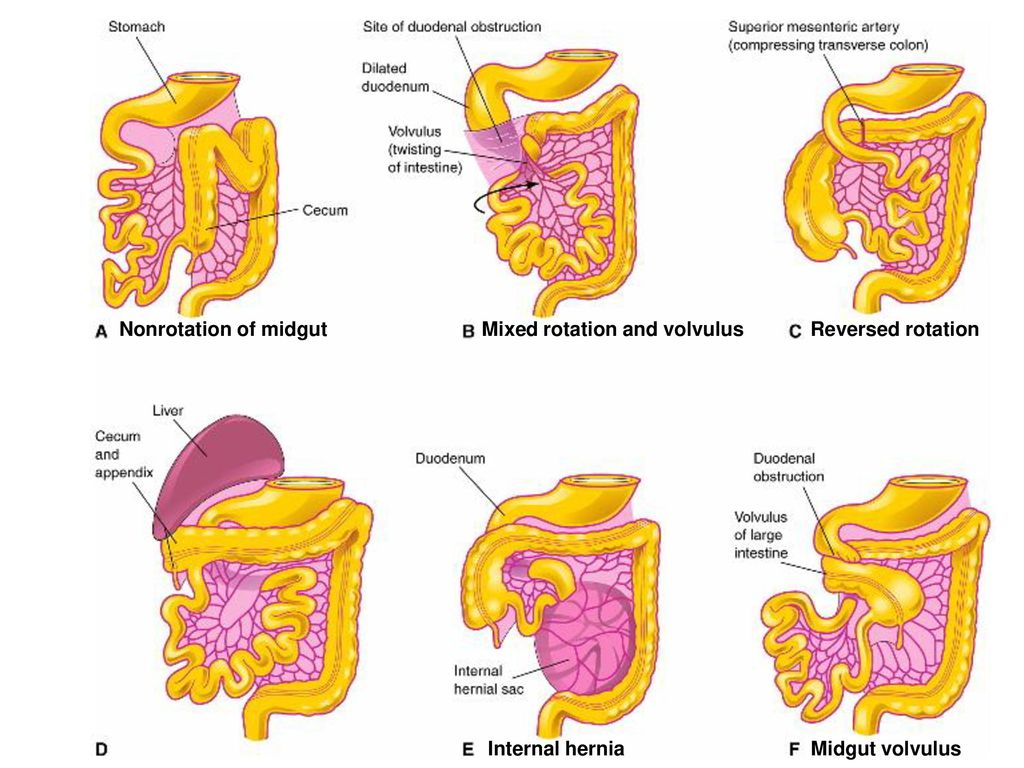 Stomach
Cecum
A Nonrotation of midgut
Site of duodenal obstruction
Dilated
duodenum
Volvulus
(twisting
of intestine)
B Mixed rotation and volvulus
Superior mesenteric artery
(compressing transverse colon)
C Reversed rotation
Liver
Cecum
and
appendix
D
Duodenum
Internal
hernial sac
E Internal hernia
Duodenal
obstruction
Volvulus
of large
intestine
F Midgut volvulus